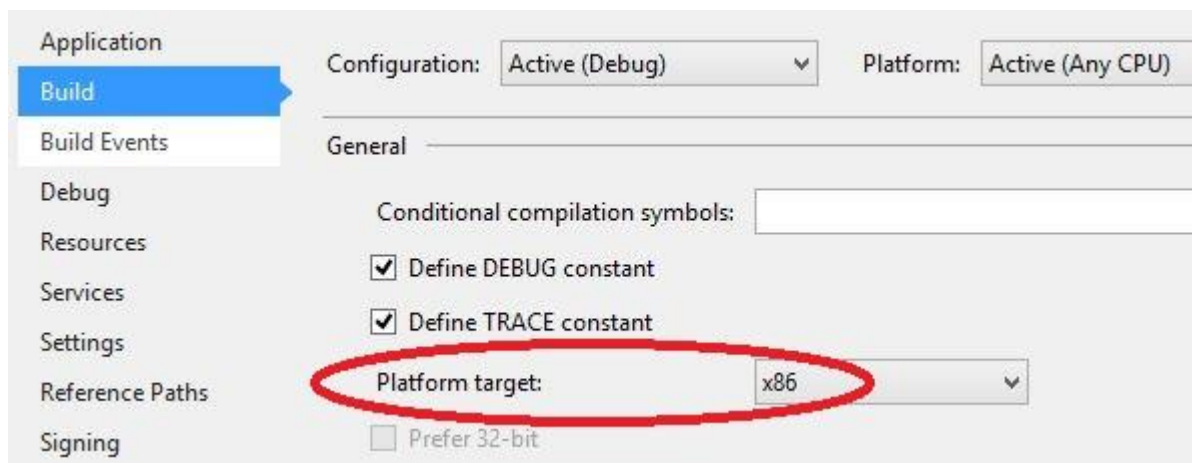 Application
Build
Build Events
Debug
Resources
Services
Settings
Reference Paths
Signing
Configuration: Active (Debug) Platform: Active (Any CPU)
General
Conditional compilation symbols:
Define DEBUG constant
Define TRACE constant
Platform target: x86
Prefer 32-bit